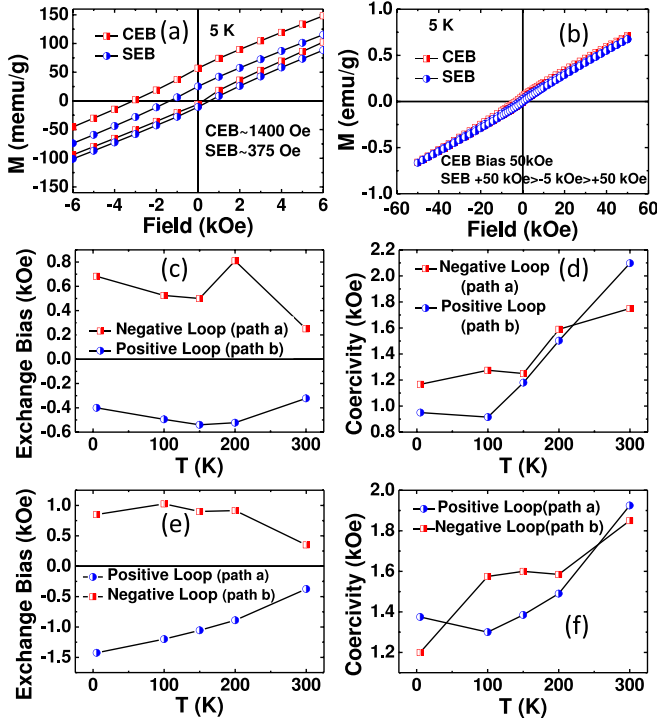 (a)
CEB
SEB
5 K
CEB~1400 Oe
SEB~375 Oe
M (memu/g)
150
100
50
0
-50
-100
-150
-6 -4 -2 0 2 4 6
Field (kOe)
(b)
5 K
CEB
SEB
CEB Bias 50kOe
SEB +50 kOe>-5 kOe>+50 kOe
M (emu/g)
1.0
0.5
0.0
-0.5
-1.0
-60 -40 -20 0 20 40 60
Field (kOe)
(c)
Negative Loop (path a)
Positive Loop (path b)
Exchange Bias (kOe)
0.8
0.6
0.4
0.2
0.0
-0.2
-0.4
-0.6
0 100 200 300
T (K)
(d)
Negative Loop
(path a)
Positive Loop
(path b)
Coercivity (kOe)
2.2
2.0
1.8
1.6
1.4
1.2
1.0
0.8
0 100 200 300
T (K)
(e)
Positive Loop (path a)
Negative Loop (path b)
Exchange Bias (kOe)
1.0
0.5
0.0
-0.5
-1.0
-1.5
0 50 100 150 200 250 300
T (K)
(f)
Positive Loop(path a)
Negative Loop(path b)
Coercivity (kOe)
2.0
1.8
1.6
1.4
1.2
0 50 100 150 200 250 300
T (K)